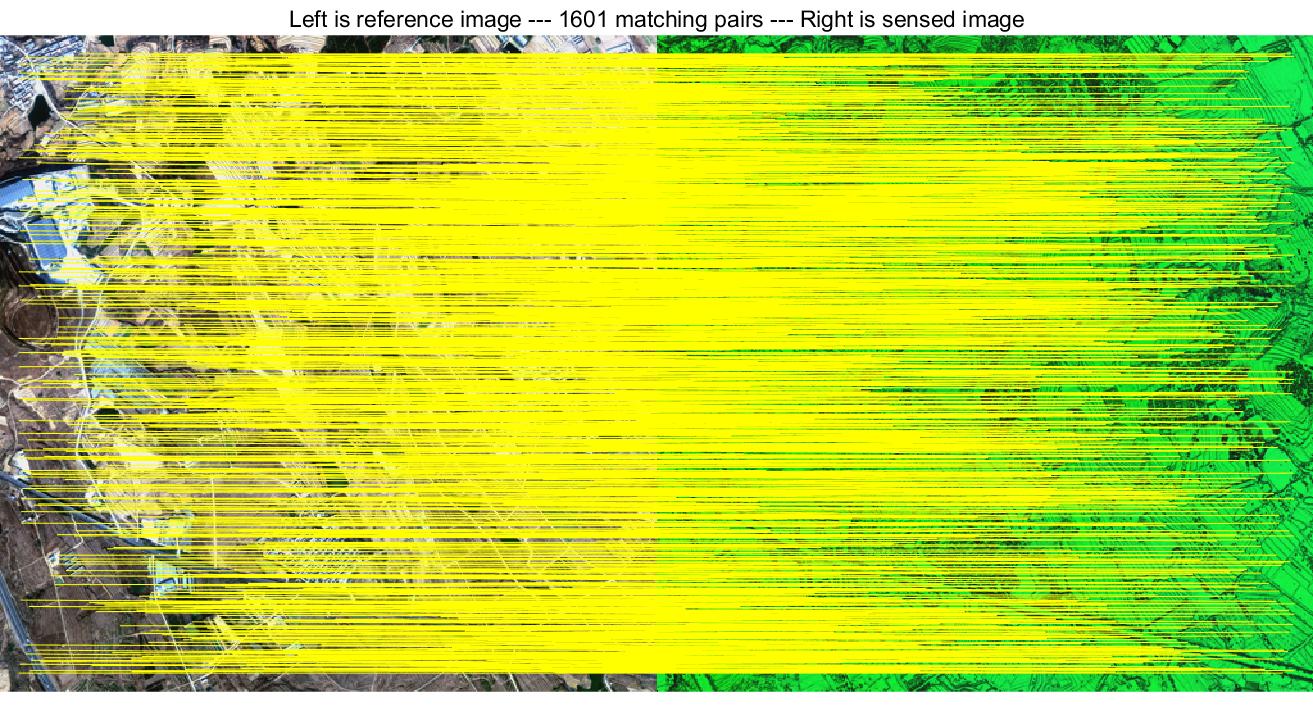 Left is reference image --- 1601 matching pairs --- Right is sensed image